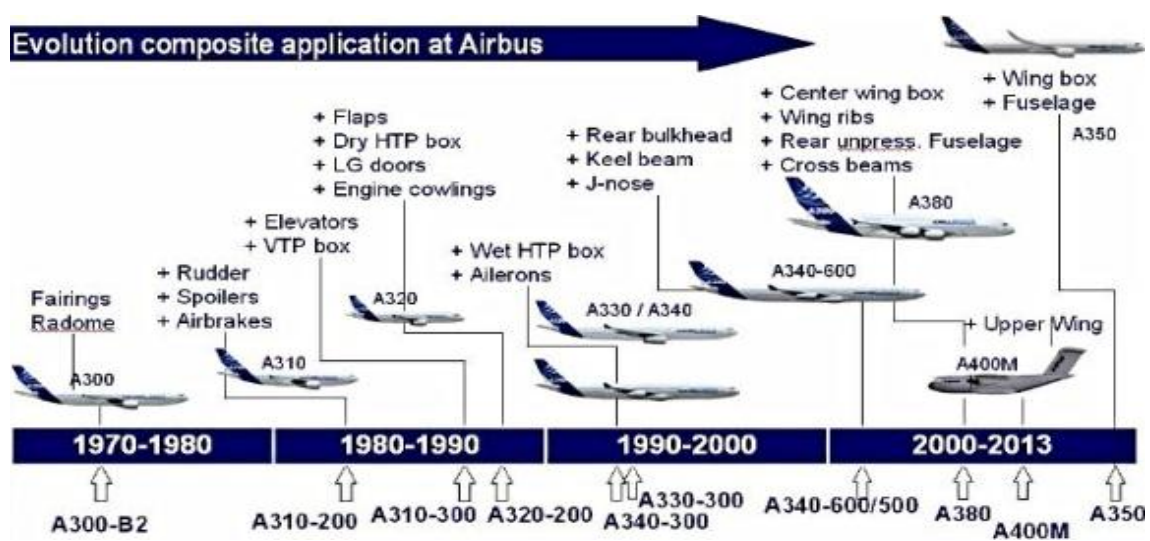 Evolution composite application at Airbus
+ Wing box
+ Fuselage
A350
+ Center wing box
+ Wing ribs
+ Rear unpress. Fuselage
+ Cross beams
A380
+ Flaps
+ Dry HTP box
+ LG doors
+ Engine cowlings
+ Rear bulkhead
+ Keel beam
+ J-nose
+ Elevators
+ VTP box
+ Wet HTP box
+ Ailerons
A340-600
+ Rudder
+ Spoilers
+ Airbrakes
Fairings
Radome
A320
A330 / A340
+ Upper Wing
A300
A310
A400M
1970-1980
1980-1990
1990-2000
2000-2013
A300-B2
A310-200
A310-300
A320-200
A340-300
A330-300
A340-600/500
A380
A400M
A350